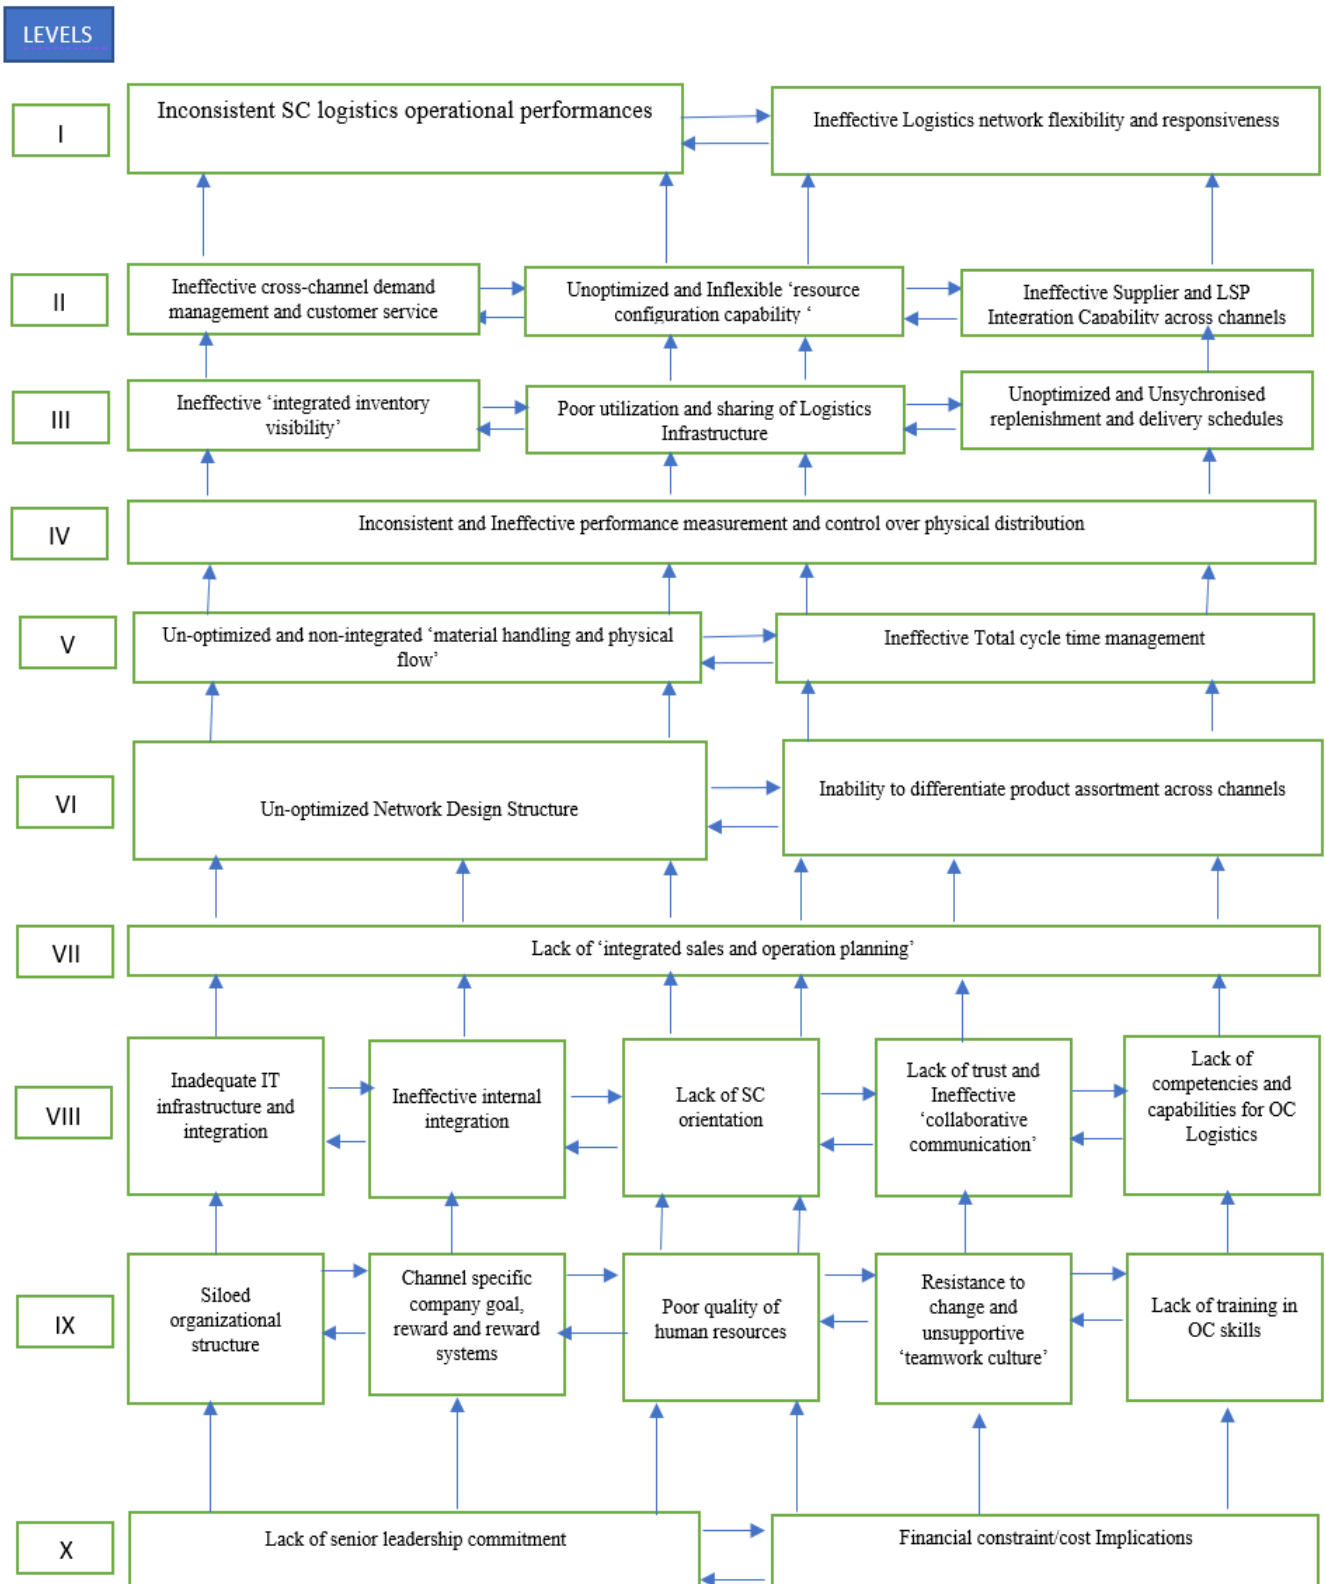 LEVELS
I
Inconsistent SC logistics operational performances
Ineffective Logistics network flexibility and responsiveness
II
Ineffective cross-channel demand
management and customer service
Unoptimized and Inflexible ‘resource
configuration capability ‘
Ineffective Supplier and LSP
Integration Capability across channels
III
Ineffective ‘integrated inventory
visibility’
Poor utilization and sharing of Logistics
Infrastructure
Unoptimized and Unsychronised
replenishment and delivery schedules
IV
Inconsistent and Ineffective performance measurement and control over physical distribution
V
Un-optimized and non-integrated ‘material handling and physical
flow’
Ineffective Total cycle time management
VI
Un-optimized Network Design Structure
Inability to differentiate product assortment across channels
VII
Lack of ‘integrated sales and operation planning’
VIII
Inadequate IT
infrastructure and
integration
Ineffective internal
integration
Lack of SC
orientation
Lack of trust and
Ineffective
‘collaborative
communication’
Lack of
competencies and
capabilities for OC
Logistics
IX
Siloed
organizational
structure
Channel specific
company goal,
reward and reward
systems
Poor quality of
human resources
Resistance to
change and
unsupportive
‘teamwork culture’
Lack of training in
OC skills
X
Lack of senior leadership commitment
Financial constraint/cost Implications